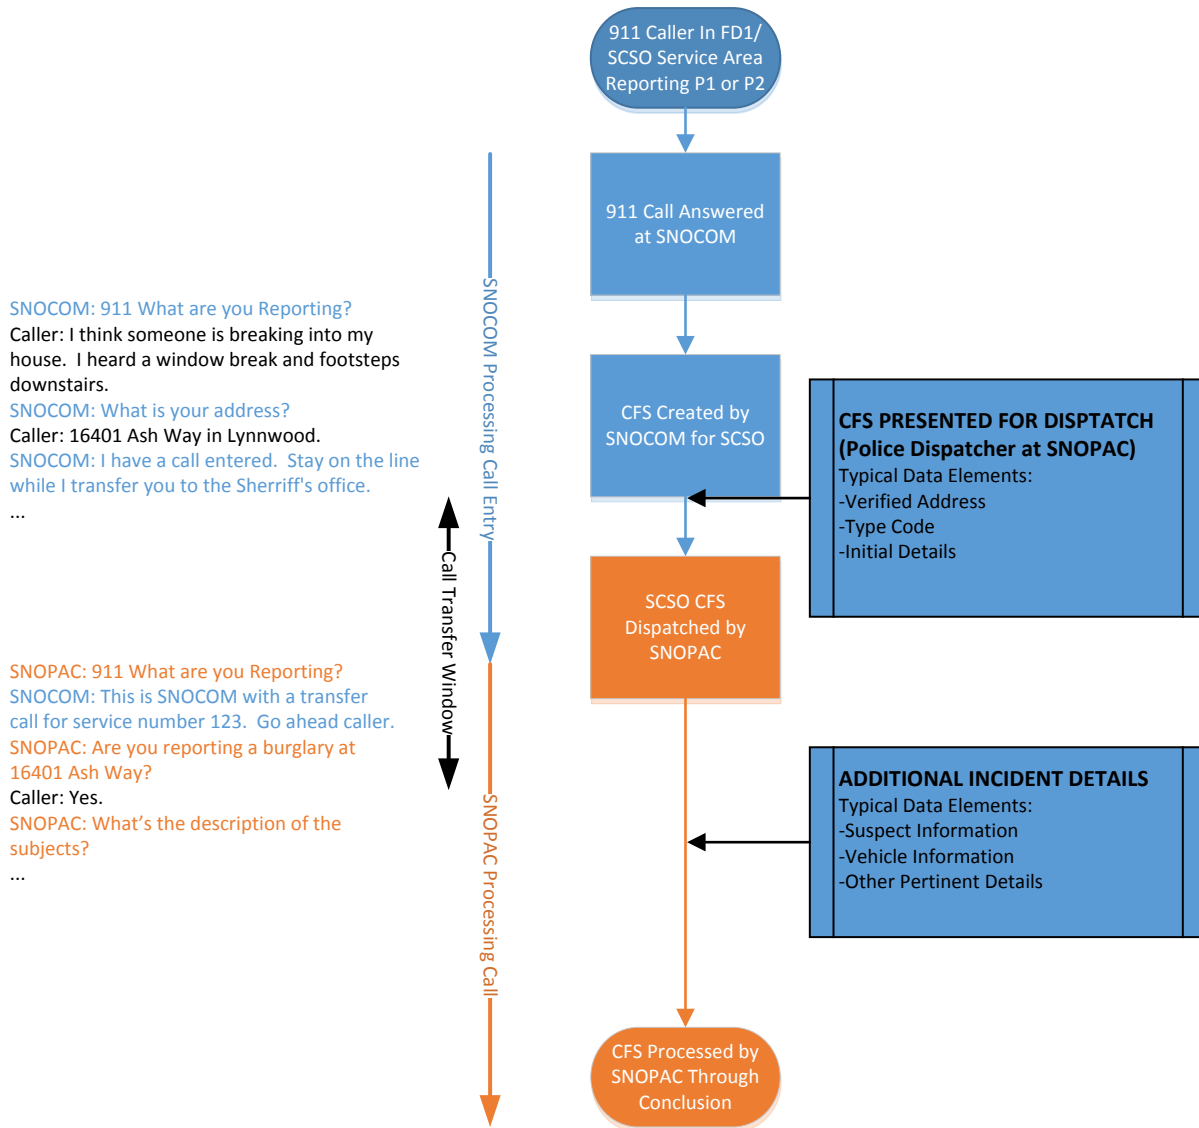 911 Caller In FD1/
SCSO Service Area
Reporting P1 or P2
911 Call Answered
at SNOCOM
SNOCOM Processing Call Entry
SNOCOM: 911 What are you Reporting?
Caller: I think someone is breaking into my
house.  I heard a window break and footsteps
downstairs.
SNOCOM: What is your address?
Caller: 16401 Ash Way in Lynnwood.
SNOCOM: I have a call entered.  Stay on the line
while I transfer you to the Sherriff's office.
...
CFS Created by
SNOCOM for SCSO
CFS PRESENTED FOR DISPTATCH
(Police Dispatcher at SNOPAC)
Typical Data Elements:
-Verified Address
-Type Code
-Initial Details
Call Transfer Window
SCSO CFS
Dispatched by
SNOPAC
SNOPAC: 911 What are you Reporting?
SNOCOM: This is SNOCOM with a transfer
call for service number 123.  Go ahead caller.
SNOPAC: Are you reporting a burglary at
16401 Ash Way?
Caller: Yes.
SNOPAC: What’s the description of the
subjects?
...
SNOPAC Processing Call
ADDITIONAL INCIDENT DETAILS
Typical Data Elements:
-Suspect Information
-Vehicle Information
-Other Pertinent Details
CFS Processed by
SNOPAC Through
Conclusion